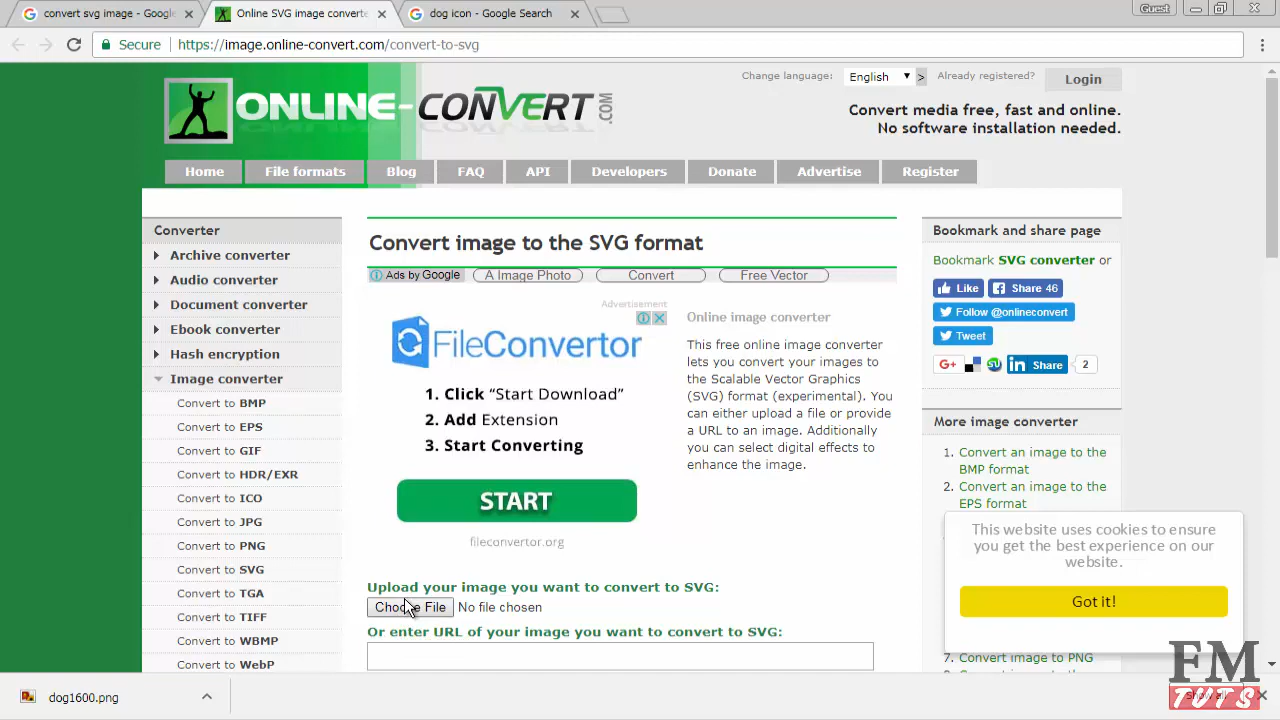 convert svg image - Google
Online SVG image converte
dog icon - Google Search
Guest
Secure
https://image.online-convert.com/convert-to-svg
ONLINE-CONVERT.COM
Change language:
English
>
Already registered?
Login
Convert media free, fast and online.
No software installation needed.
Home
File formats
Blog
FAQ
API
Developers
Donate
Advertise
Register
Converter
Archive converter
Audio converter
Document converter
Ebook converter
Hash encryption
Image converter
Convert to BMP
Convert to EPS
Convert to GIF
Convert to HDR/EXR
Convert to ICO
Convert to JPG
Convert to PNG
Convert to SVG
Convert to TGA
Convert to TIFF
Convert to WBMP
Convert to WebP
Convert image to the SVG format
Ads by Google
A Image Photo
Convert
Free Vector
Advertisement
FileConvertor
1. Click “Start Download”
2. Add Extension
3. Start Converting
START
fileconvertor.org
Online image converter
This free online image converter
lets you convert your images to
the Scalable Vector Graphics
(SVG) format (experimental). You
can either upload a file or provide
a URL to an image. Additionally
you can select digital effects to
enhance the image.
Upload your image you want to convert to SVG:
Choose File
No file chosen
Or enter URL of your image you want to convert to SVG:
Bookmark and share page
Bookmark SVG converter or
Like
Share 46
Follow @onlineconvert
Tweet
G+
in Share
2
More image converter
1. Convert an image to the
BMP format
2. Convert an image to the
EPS format
This website uses cookies to ensure
you get the best experience on our
website.
Got it!
7. Convert image to PNG
dog1600.png
Show all
FM
TUTS